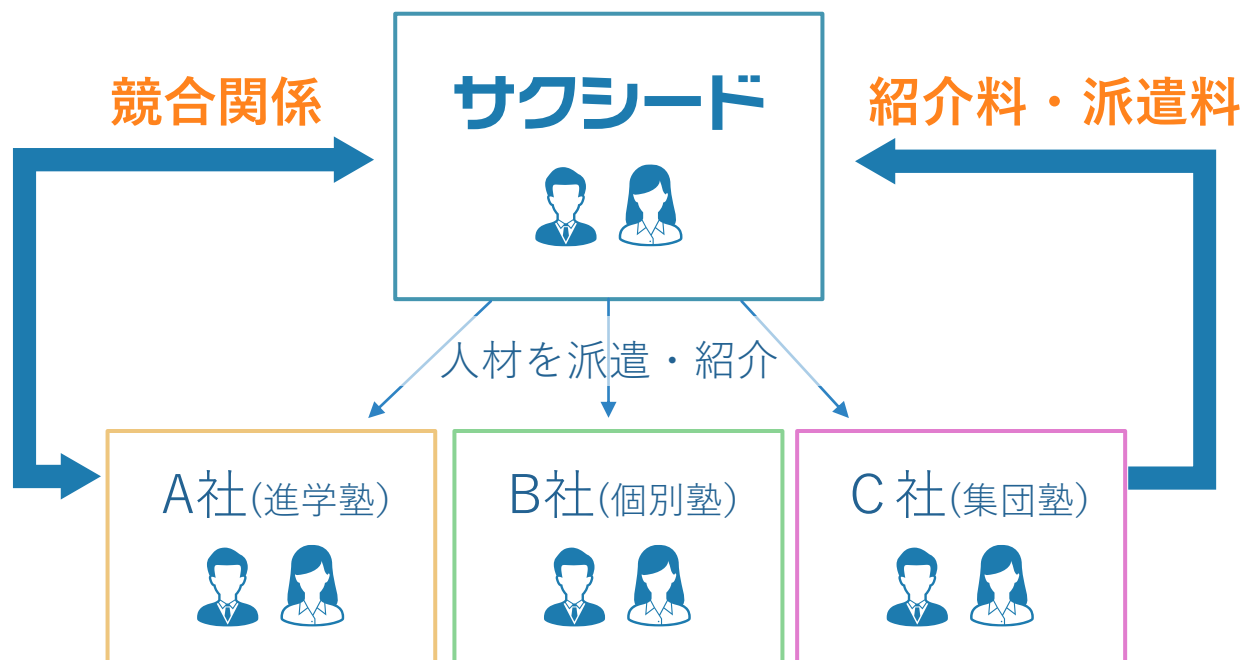 サクシード
競合関係
紹介料・派遣料
人材を派遣・紹介
A社(進学塾)
B社(個別塾)
C社(集団塾)